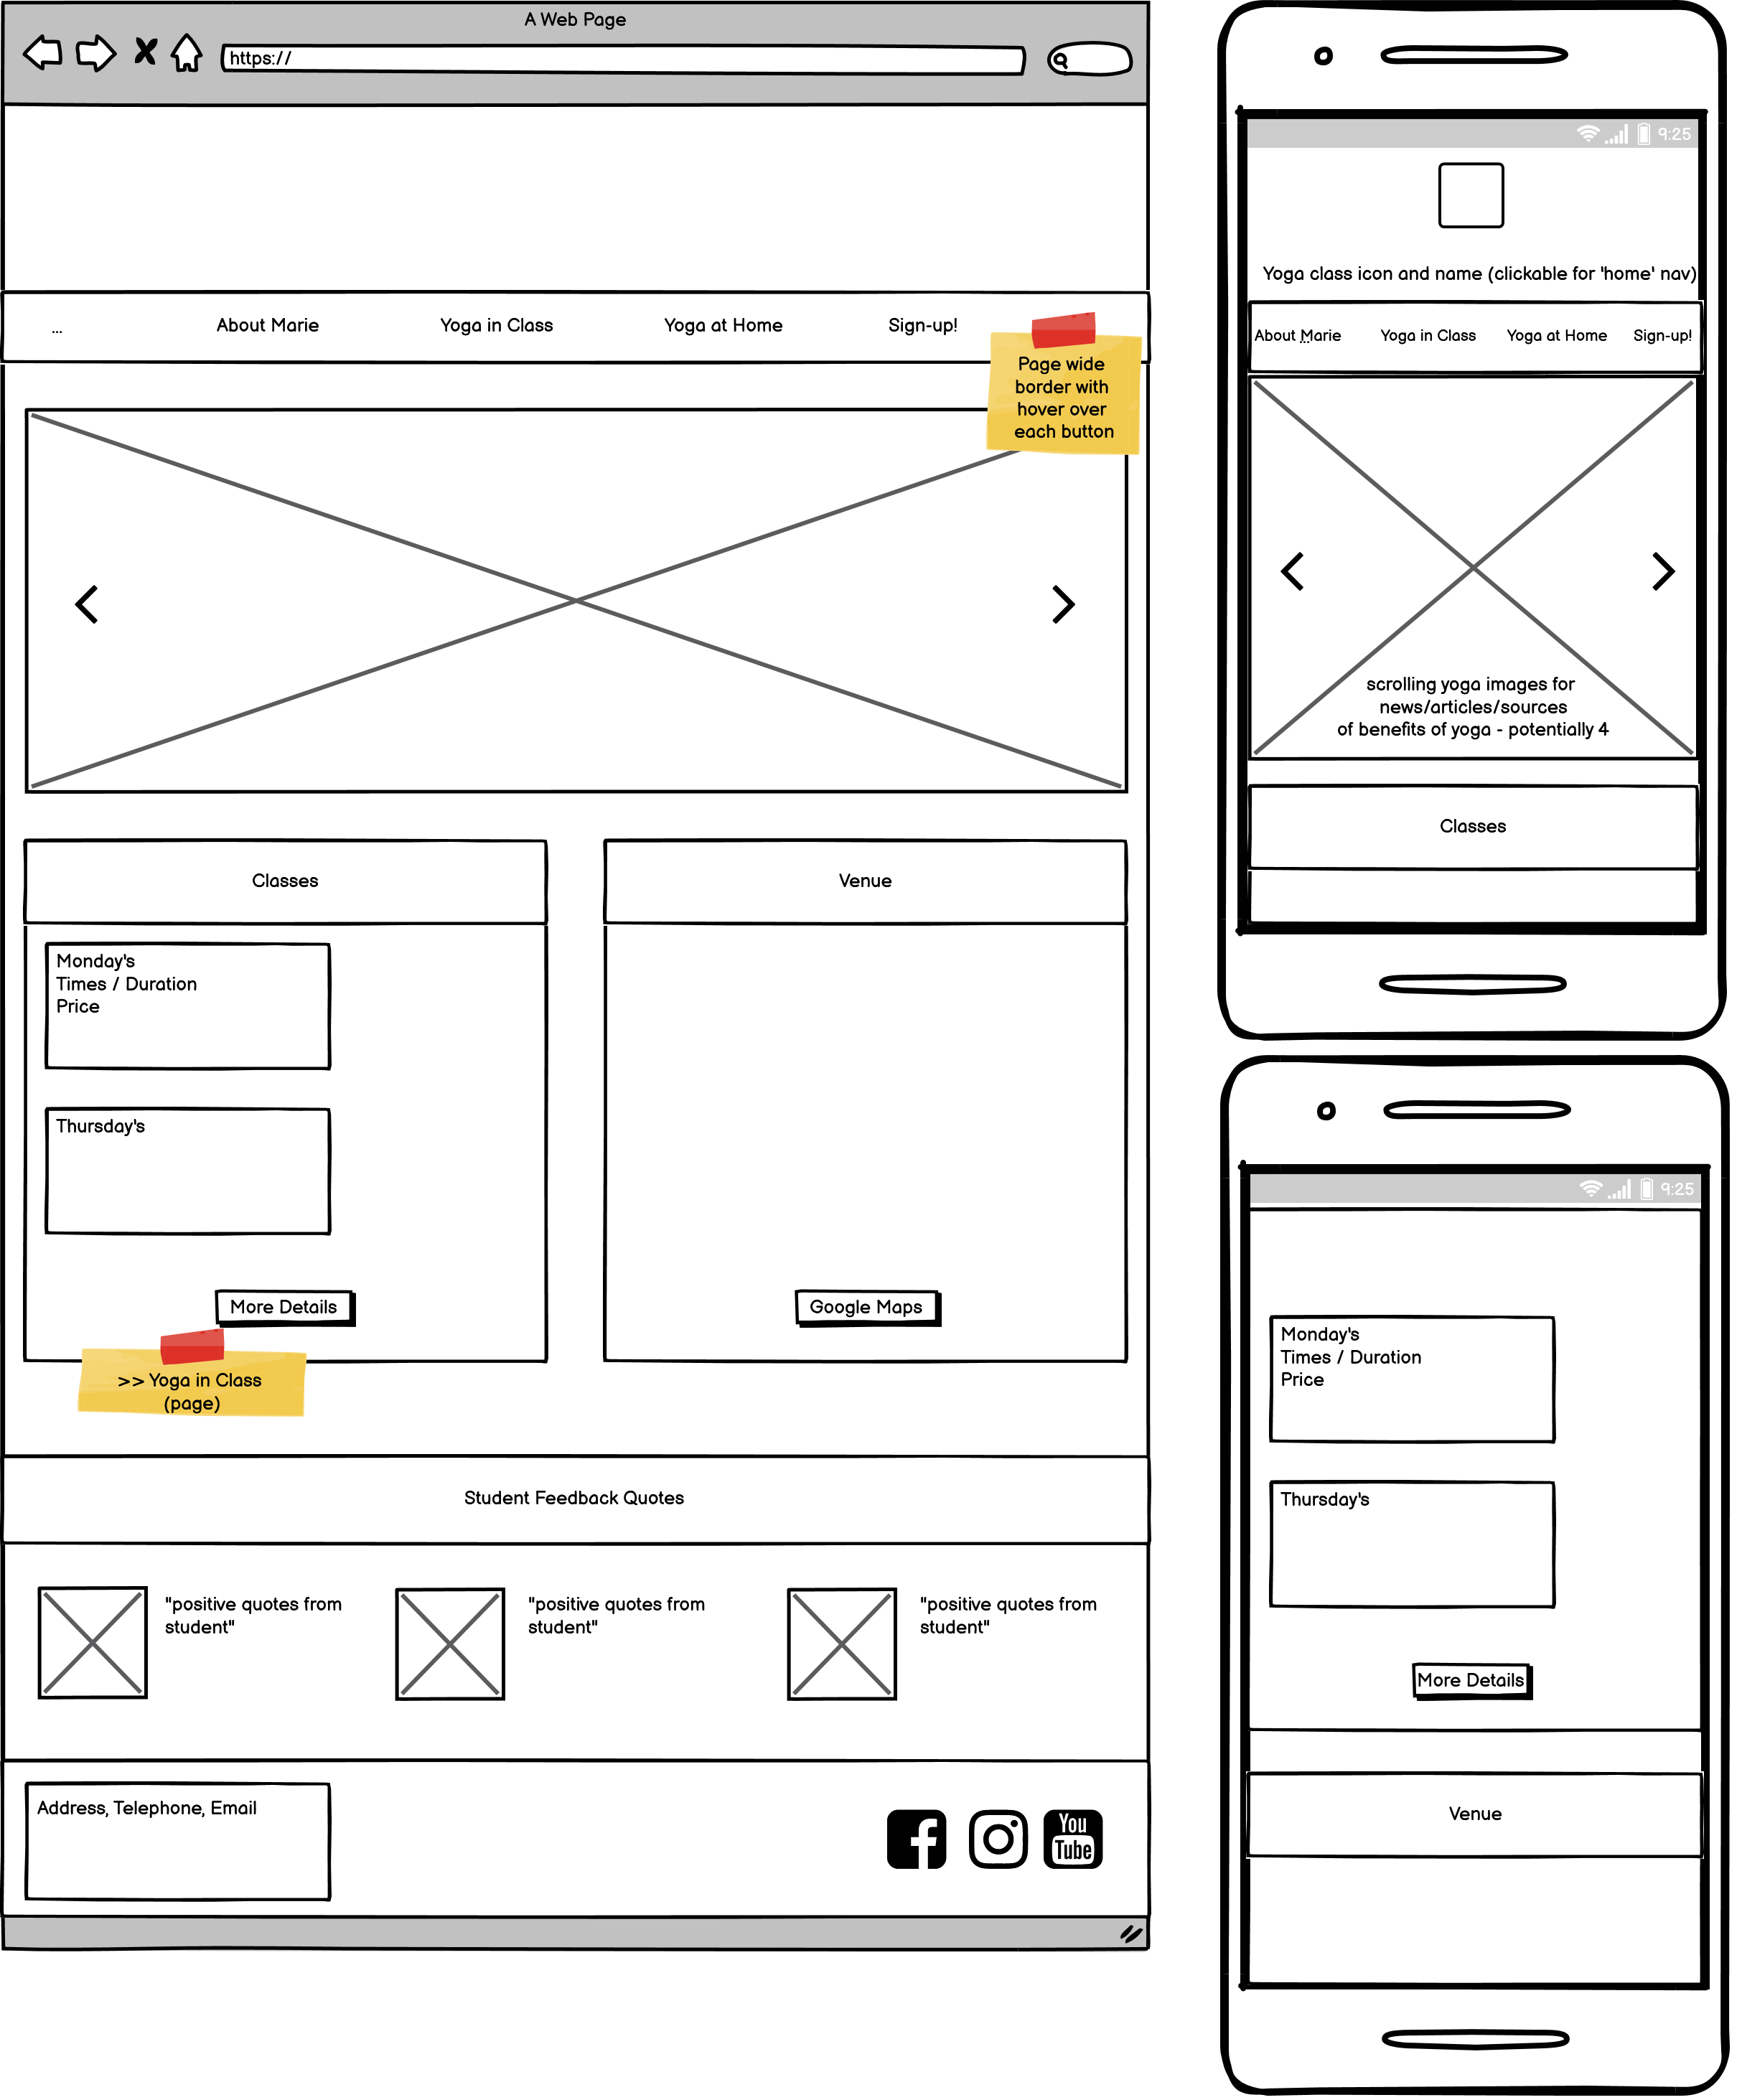 A Web Page
https://
...
About Marie
Yoga in Class
Yoga at Home
Sign-up!
Page wide
border with
hover over
each button
Classes
Venue
Monday's
Times / Duration
Price
Thursday's
More Details
Google Maps
>> Yoga in Class
(page)
Student Feedback Quotes
"positive quotes from
student"
"positive quotes from
student"
"positive quotes from
student"
Address, Telephone, Email
You
Tube
9:25
Yoga class icon and name (clickable for 'home' nav)
About Marie
...
Yoga in Class
Yoga at Home
Sign-up!
scrolling yoga images for
news/articles/sources
of benefits of yoga - potentially 4
Classes
9:25
Monday's
Times / Duration
Price
Thursday's
More Details
Venue